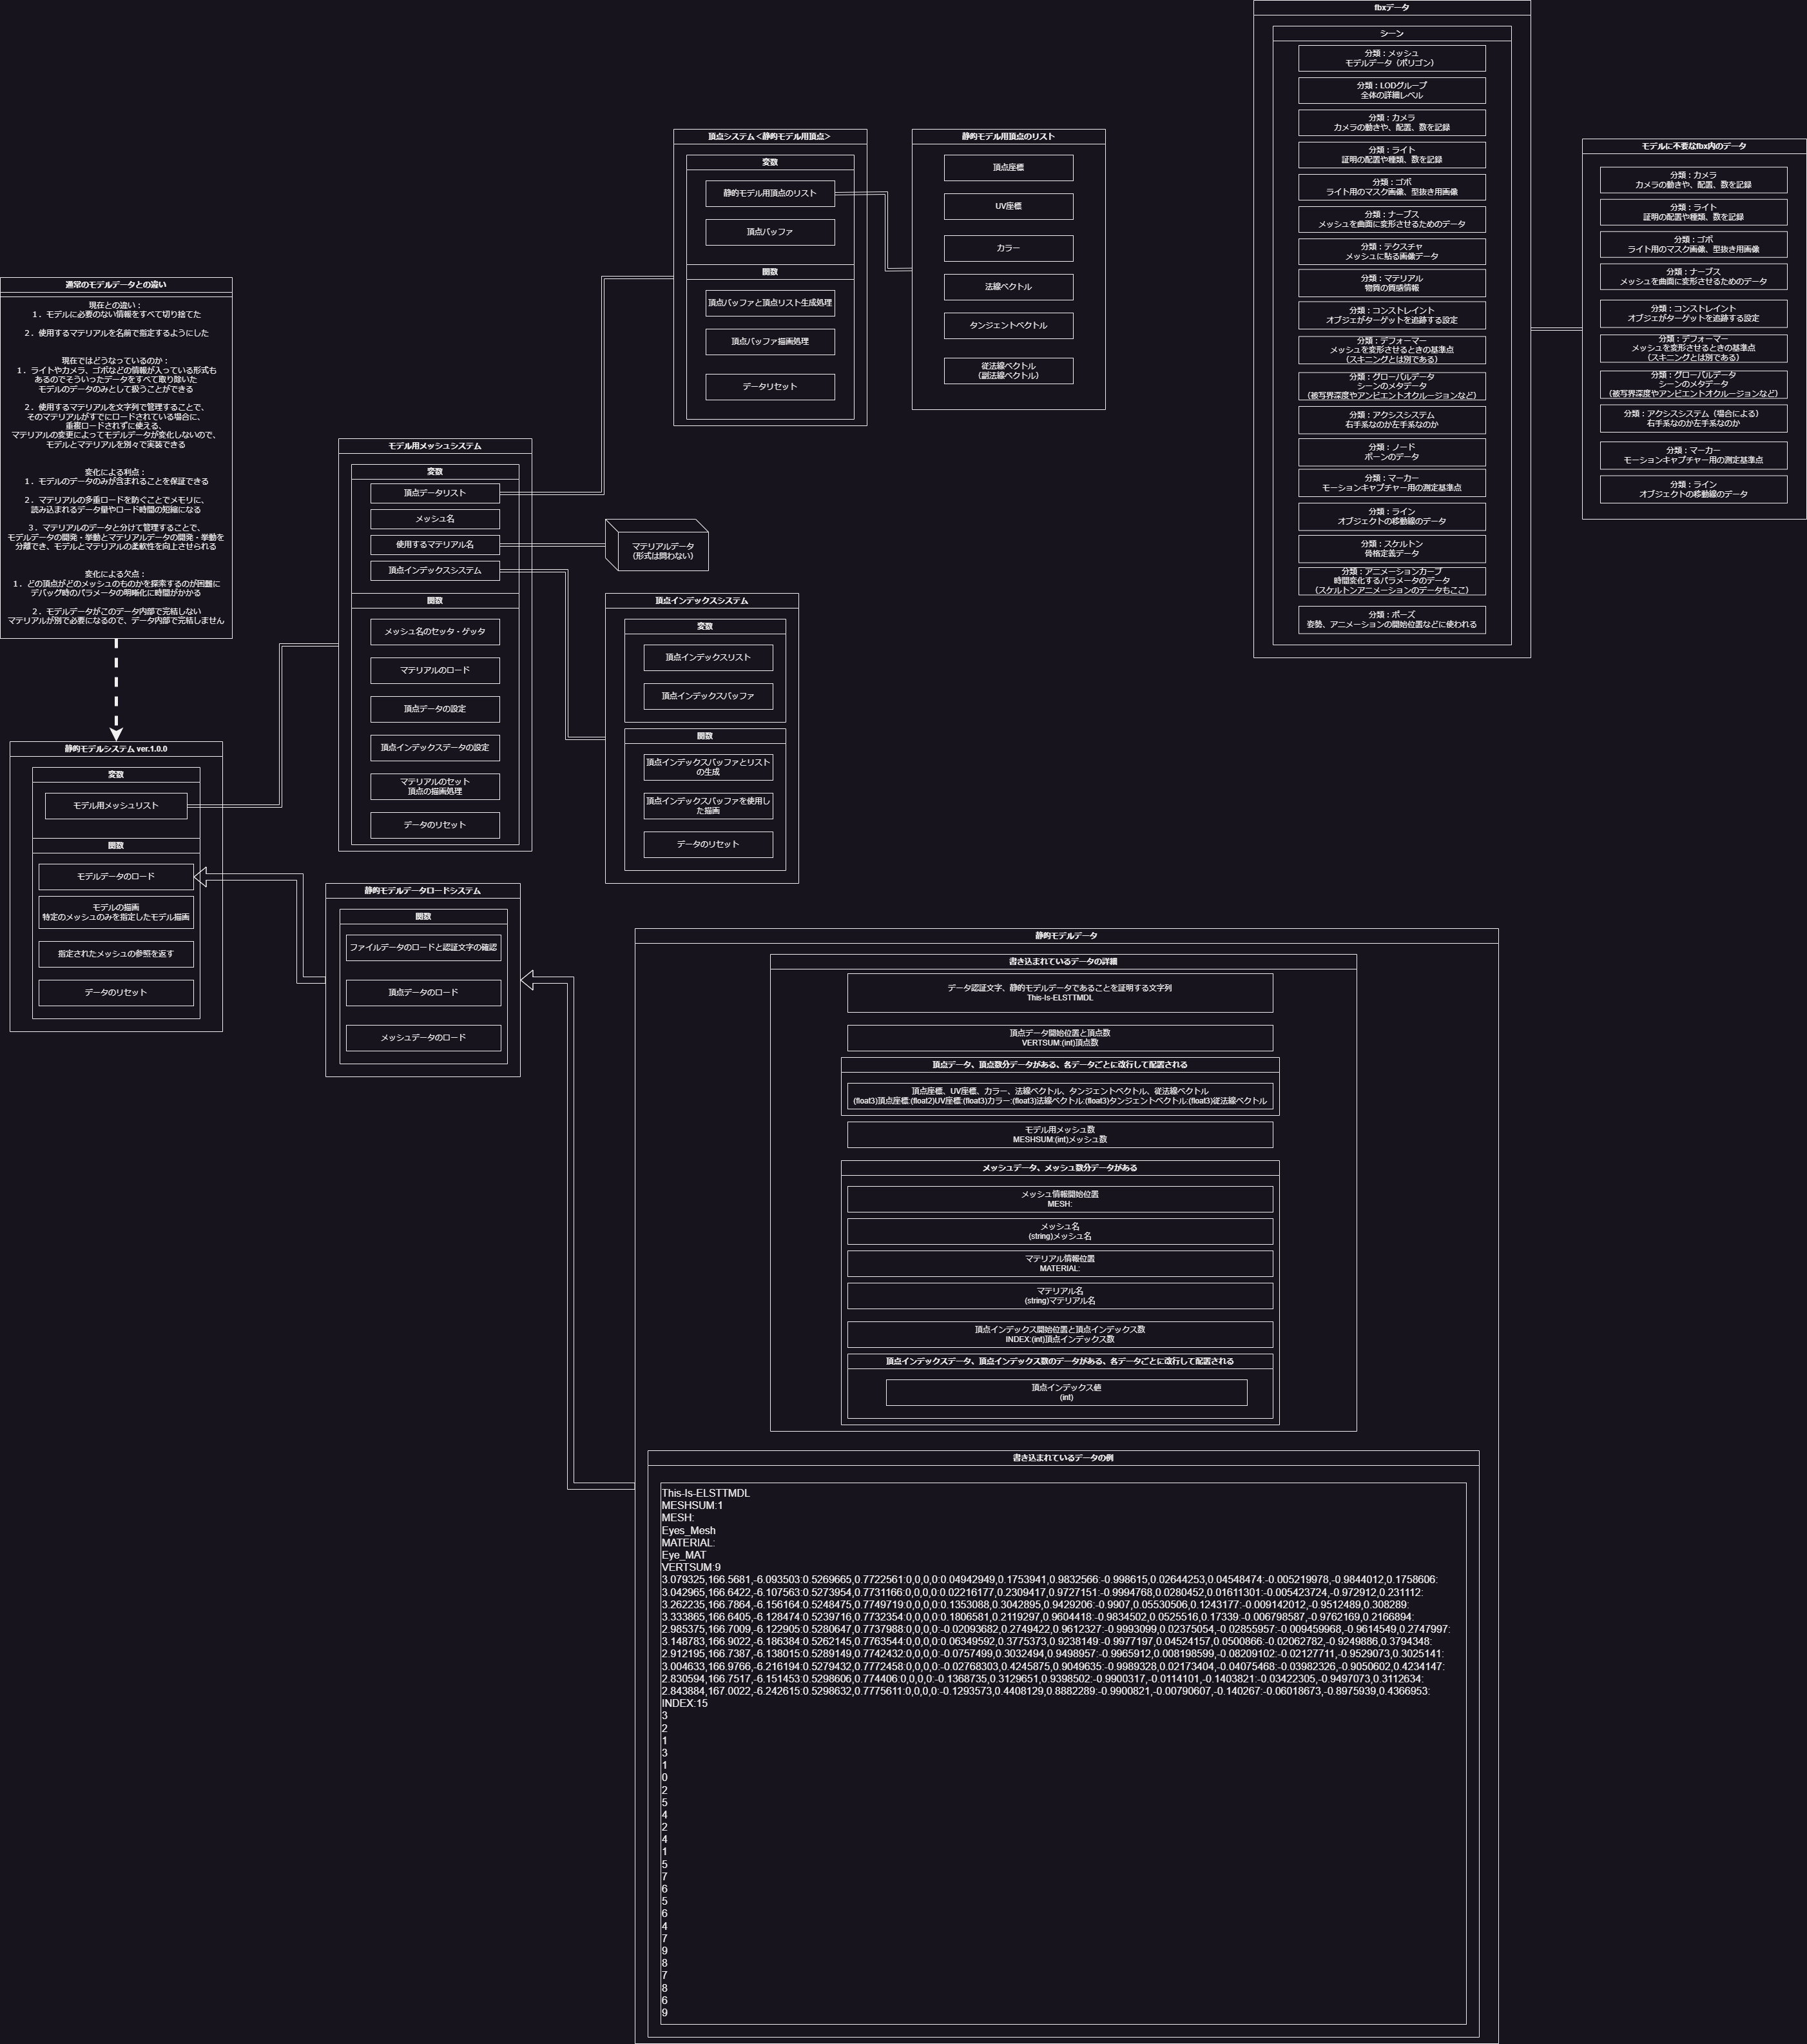 通常のモデルデータとの違い
現在との違い：
１．モデルに必要のない情報をすべて切り捨てた
２．使用するマテリアルを名前で指定するようにした
現在ではどうなっているのか：
１．ライトやカメラ、ゴボなどの情報が入っている形式も
あるのでそういったデータをすべて取り除いた
モデルのデータのみとして扱うことができる
２．使用するマテリアルを文字列で管理することで、
そのマテリアルがすでにロードされている場合に、
重複ロードされずに使える、
マテリアルの変更によってモデルデータが変化しないので、
モデルとマテリアルを別々で実装できる
変化による利点：
１．モデルのデータのみが含まれることを保証できる
２．マテリアルの多重ロードを防ぐことでメモリに、
読み込まれるデータ量やロード時間の短縮になる
３．マテリアルのデータと分けて管理することで、
モデルデータの開発・挙動とマテリアルデータの開発・挙動を
分離でき、モデルとマテリアルの柔軟性を向上させられる
変化による欠点：
１．どの頂点がどのメッシュのものかを探索するのが困難に
デバッグ時のパラメータの明晰化に時間がかかる
２．モデルデータがこのデータ内部で完結しない
マテリアルが別で必要になるので、データ内部で完結しません
静的モデルシステム ver.1.0.0
変数
モデル用メッシュリスト
関数
モデルデータのロード
モデルの描画
特定のメッシュのみを指定したモデル描画
指定されたメッシュの参照を返す
データのリセット
モデル用メッシュシステム
変数
頂点データリスト
メッシュ名
使用するマテリアル名
頂点インデックスシステム
関数
メッシュ名のセッタ・ゲッタ
マテリアルのロード
頂点データの設定
頂点インデックスデータの設定
マテリアルのセット
頂点の描画処理
データのリセット
静的モデルデータロードシステム
関数
ファイルデータのロードと認証文字の確認
頂点データのロード
メッシュデータのロード
頂点システム＜静的モデル用頂点＞
変数
静的モデル用頂点のリスト
頂点バッファ
関数
頂点バッファと頂点リスト生成処理
頂点バッファ描画処理
データリセット
静的モデル用頂点のリスト
頂点座標
UV座標
カラー
法線ベクトル
タンジェントベクトル
従法線ベクトル
（副法線ベクトル）
マテリアルデータ
（形式は問わない）
頂点インデックスシステム
変数
頂点インデックスリスト
頂点インデックスバッファ
関数
頂点インデックスバッファとリスト
の生成
頂点インデックスバッファを使用し
た描画
データのリセット
fbxデータ
シーン
分類：メッシュ
モデルデータ（ポリゴン）
分類：LODグループ
全体の詳細レベル
分類：カメラ
カメラの動きや、配置、数を記録
分類：ライト
証明の配置や種類、数を記録
分類：ゴボ
ライト用のマスク画像、型抜き用画像
分類：ナーブス
メッシュを曲面に変形させるためのデータ
分類：テクスチャ
メッシュに貼る画像データ
分類：マテリアル
物質の質感情報
分類：コンストレイント
オブジェがターゲットを追跡する設定
分類：デフォーマー
メッシュを変形させるときの基準点
（スキニングとは別である）
分類：グローバルデータ
シーンのメタデータ
（被写界深度やアンビエントオクルージョンなど）
分類：アクシスシステム
右手系なのか左手系なのか
分類：ノード
ボーンのデータ
分類：マーカー
モーションキャプチャー用の測定基準点
分類：ライン
オブジェクトの移動線のデータ
分類：スケルトン
骨格定義データ
分類：アニメーションカーブ
時間変化するパラメータのデータ
（スケルトンアニメーションのデータもここ）
分類：ポーズ
姿勢、アニメーションの開始位置などに使われる
モデルに不要なfbx内のデータ
分類：カメラ
カメラの動きや、配置、数を記録
分類：ライト
証明の配置や種類、数を記録
分類：ゴボ
ライト用のマスク画像、型抜き用画像
分類：ナーブス
メッシュを曲面に変形させるためのデータ
分類：コンストレイント
オブジェがターゲットを追跡する設定
分類：デフォーマー
メッシュを変形させるときの基準点
（スキニングとは別である）
分類：グローバルデータ
シーンのメタデータ
（被写界深度やアンビエントオクルージョンなど）
分類：アクシスシステム（場合による）
右手系なのか左手系なのか
分類：マーカー
モーションキャプチャー用の測定基準点
分類：ライン
オブジェクトの移動線のデータ
静的モデルデータ
書き込まれているデータの詳細
データ認証文字、静的モデルデータであることを証明する文字列
This-Is-ELSTTMDL
頂点データ開始位置と頂点数
VERTSUM:(int)頂点数
頂点データ、頂点数分データがある、各データごとに改行して配置される
頂点座標、UV座標、カラー、法線ベクトル、タンジェントベクトル、従法線ベクトル
(float3)頂点座標:(float2)UV座標:(float3)カラー:(float3)法線ベクトル:(float3)タンジェントベクトル:(float3)従法線ベクトル
モデル用メッシュ数
MESHSUM:(int)メッシュ数
メッシュデータ、メッシュ数分データがある
メッシュ情報開始位置
MESH:
メッシュ名
(string)メッシュ名
マテリアル情報位置
MATERIAL:
マテリアル名
(string)マテリアル名
頂点インデックス開始位置と頂点インデックス数
INDEX:(int)頂点インデックス数
頂点インデックスデータ、頂点インデックス数のデータがある、各データごとに改行して配置される
頂点インデックス値
(int)
書き込まれているデータの例
This-Is-ELSTTMDL
MESHSUM:1
MESH:
Eyes_Mesh
MATERIAL:
Eye_MAT
VERTSUM:9
3.079325,166.5681,-6.093503:0.5269665,0.7722561:0,0,0,0:0.04942949,0.1753941,0.9832566:-0.998615,0.02644253,0.04548474:-0.005219978,-0.9844012,0.1758606:
3.042965,166.6422,-6.107563:0.5273954,0.7731166:0,0,0,0:0.02216177,0.2309417,0.9727151:-0.9994768,0.0280452,0.01611301:-0.005423724,-0.972912,0.231112:
3.262235,166.7864,-6.156164:0.5248475,0.7749719:0,0,0,0:0.1353088,0.3042895,0.9429206:-0.9907,0.05530506,0.1243177:-0.009142012,-0.9512489,0.308289:
3.333865,166.6405,-6.128474:0.5239716,0.7732354:0,0,0,0:0.1806581,0.2119297,0.9604418:-0.9834502,0.0525516,0.17339:-0.006798587,-0.9762169,0.2166894:
2.985375,166.7009,-6.122905:0.5280647,0.7737988:0,0,0,0:-0.02093682,0.2749422,0.9612327:-0.9993099,0.02375054,-0.02855957:-0.009459968,-0.9614549,0.2747997:
3.148783,166.9022,-6.186384:0.5262145,0.7763544:0,0,0,0:0.06349592,0.3775373,0.9238149:-0.9977197,0.04524157,0.0500866:-0.02062782,-0.9249886,0.3794348:
2.912195,166.7387,-6.138015:0.5289149,0.7742432:0,0,0,0:-0.0757499,0.3032494,0.9498957:-0.9965912,0.008198599,-0.08209102:-0.02127711,-0.9529073,0.3025141:
3.004633,166.9766,-6.216194:0.5279432,0.7772458:0,0,0,0:-0.02768303,0.4245875,0.9049635:-0.9989328,0.02173404,-0.04075468:-0.03982326,-0.9050602,0.4234147:
2.830594,166.7517,-6.151453:0.5298606,0.774406:0,0,0,0:-0.1368735,0.3129651,0.9398502:-0.9900317,-0.0114101,-0.1403821:-0.03422305,-0.9497073,0.3112634:
2.843884,167.0022,-6.242615:0.5298632,0.7775611:0,0,0,0:-0.1293573,0.4408129,0.8882289:-0.9900821,-0.00790607,-0.140267:-0.06018673,-0.8975939,0.4366953:
INDEX:15
3
2
1
3
1
0
2
5
4
2
4
1
5
7
6
5
6
4
7
9
8
7
8
6
9